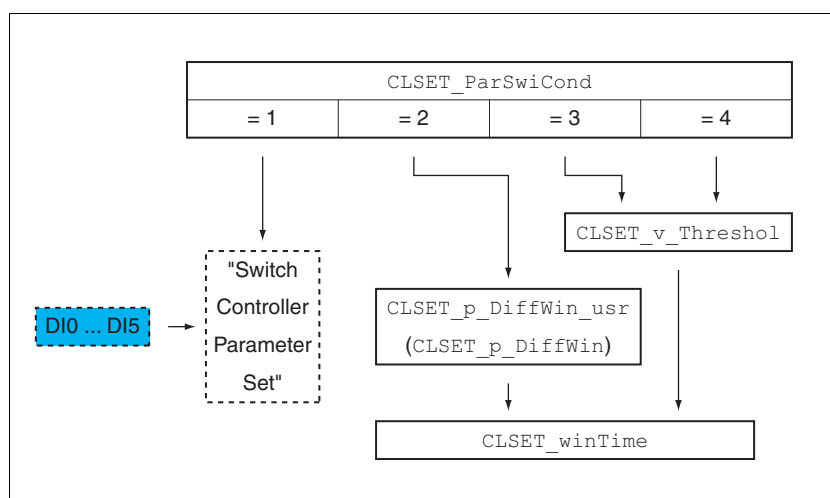 CLSET_ParSwiCond
= 1
= 2
= 3
= 4
CLSET_v_Threshol
"Switch
Controller
Parameter
Set"
DI0 ... DI5
CLSET_p_DiffWin_usr
(CLSET_p_DiffWin)
CLSET_winTime